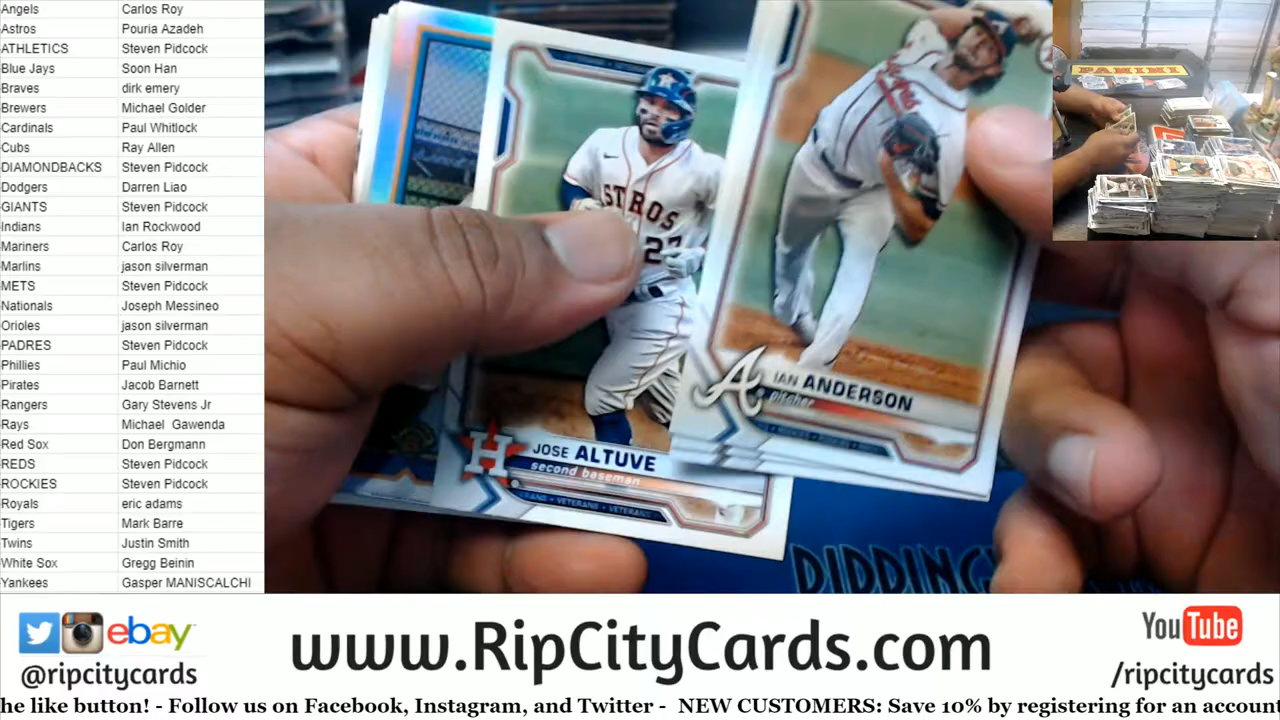 Angels Carlos Roy
Astros Pouria Azadeh
ATHLETICS Steven Pidcock
Blue Jays Soon Han
Braves dirk emery
Brewers Michael Golder
Cardinals Paul Whitlock
Cubs Ray Allen
DIAMONDBACKS Steven Pidcock
Dodgers Darren Liao
GIANTS Steven Pidcock
Indians Ian Rockwood
Mariners Carlos Roy
Marlins jason silverman
METS Steven Pidcock
Nationals Joseph Messineo
Orioles jason silverman
PADRES Steven Pidcock
Phillies Paul Michio
Pirates Jacob Barnett
Rangers Gary Stevens Jr
Rays Michael Gawenda
Red Sox Don Bergmann
REDS Steven Pidcock
ROCKIES Steven Pidcock
Royals eric adams
Tigers Mark Barre
Twins Justin Smith
White Sox Gregg Beinin
Yankees Gasper MANISCALCHI
PANINI
ASTROS
27
H
JOSE ALTUVE
second baseman
VETERANS • VETERANS
A
IAN ANDERSON
pitcher
ebay
@ripcitycards
www.RipCityCards.com
YouTube
/ripcitycards
he like button! - Follow us on Facebook, Instagram, and Twitter - NEW CUSTOMERS: Save 10% by registering for an account